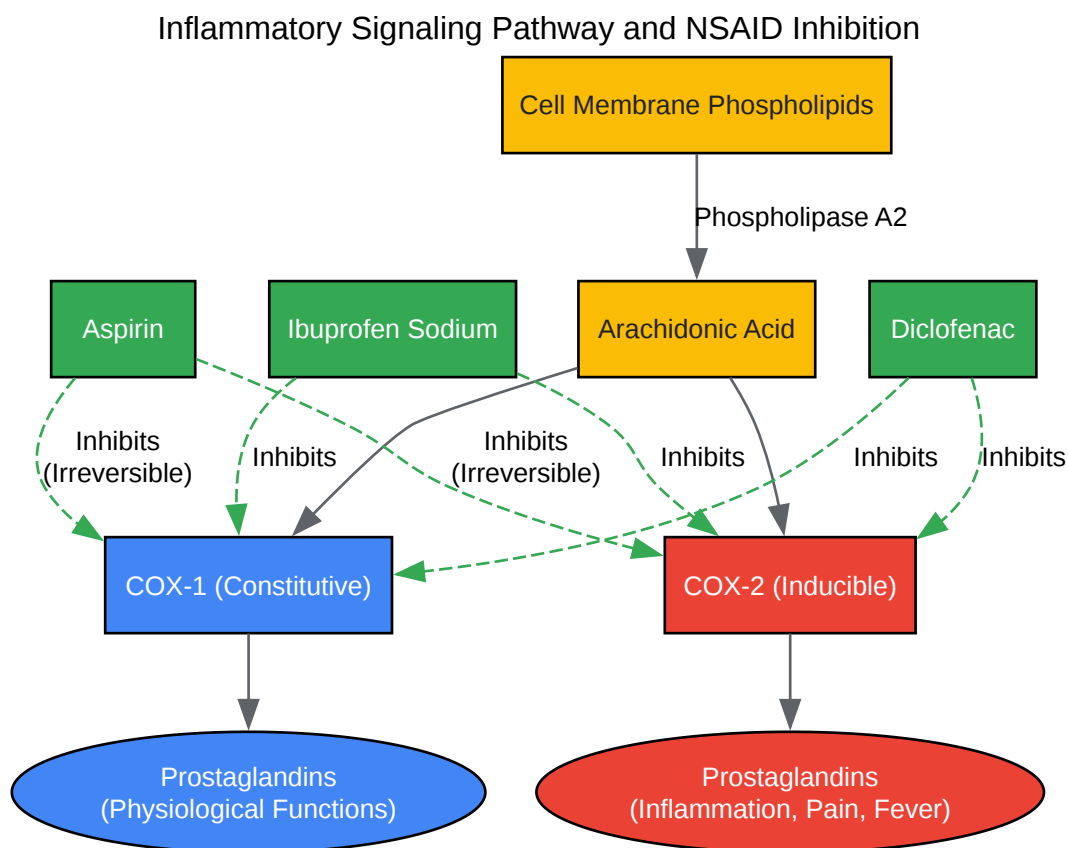 Inflammatory Signaling Pathway and NSAID Inhibition
Cell Membrane Phospholipids
Phospholipase A2
Aspirin
Ibuprofen Sodium
Arachidonic Acid
Diclofenac
Inhibits
(Irreversible)
Inhibits
Inhibits
(Irreversible)
Inhibits
Inhibits
Inhibits
COX-1 (Constitutive)
COX-2 (Inducible)
Prostaglandins
(Physiological Functions)
Prostaglandins
(Inflammation, Pain, Fever)